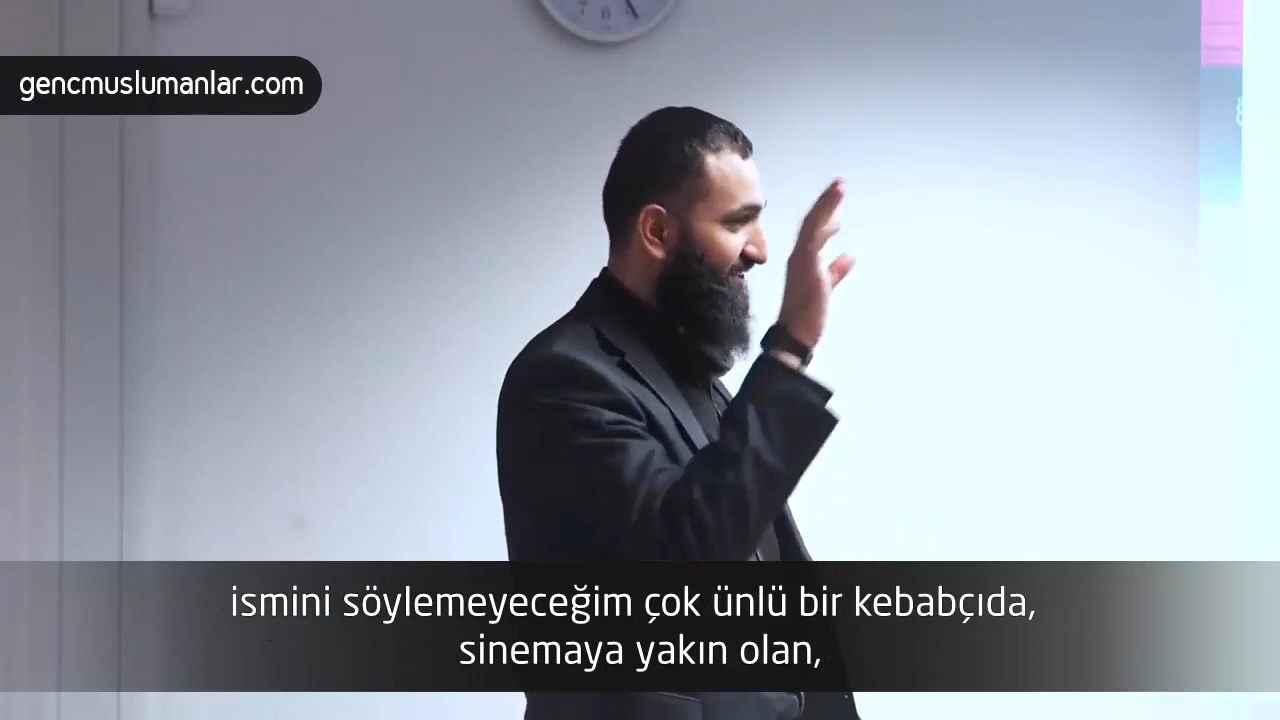 gencmuslumanlar.com
ismini söylemeyeceğim çok ünlü bir kebabçıda,
sinemaya yakın olan,